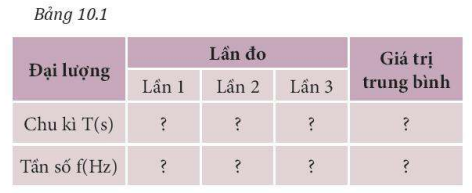 Bảng 10.1
Đại lượng
Lần đo
Giá trị
trung bình
Lần 1 Lần 2 Lần 3
Chu kì T(s) ? ? ? ?
Tần số f(Hz) ? ? ? ?